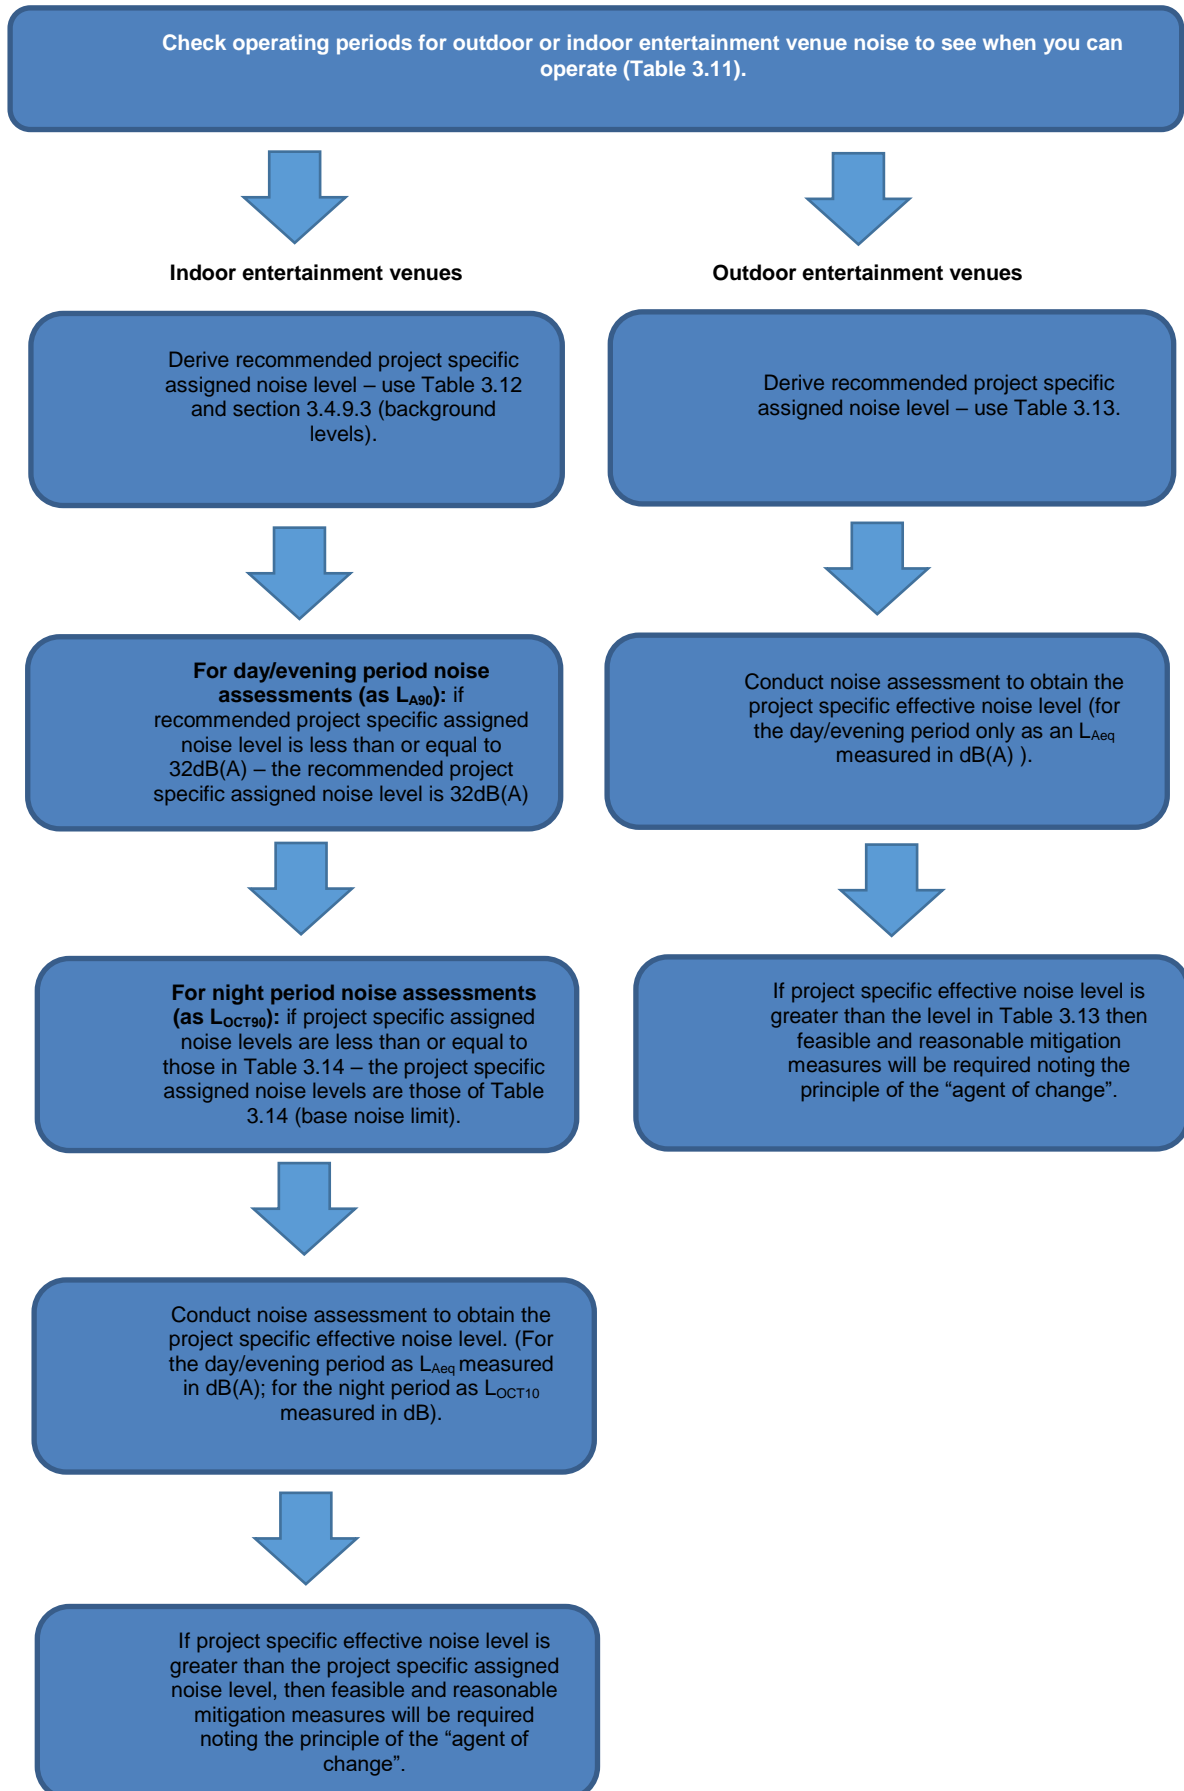 Check operating periods for outdoor or indoor entertainment venue noise to see when you can
operate (Table 3.11).
Indoor entertainment venues
Outdoor entertainment venues
Derive recommended project specific
assigned noise level – use Table 3.12
and section 3.4.9.3 (background
levels).
Derive recommended project specific
assigned noise level – use Table 3.13.
For day/evening period noise
assessments (as LA90): if
recommended project specific assigned
noise level is less than or equal to
32dB(A) – the recommended project
specific assigned noise level is 32dB(A)
Conduct noise assessment to obtain the
project specific effective noise level (for
the day/evening period only as an LAeq
measured in dB(A) ).
For night period noise assessments
(as LOCT90): if project specific assigned
noise levels are less than or equal to
those in Table 3.14 – the project specific
assigned noise levels are those of Table
3.14 (base noise limit).
If project specific effective noise level is
greater than the level in Table 3.13 then
feasible and reasonable mitigation
measures will be required noting the
principle of the “agent of change”.
Conduct noise assessment to obtain the
project specific effective noise level. (For
the day/evening period as LAeq measured
in dB(A); for the night period as LOCT10
measured in dB).
If project specific effective noise level is
greater than the project specific assigned
noise level, then feasible and reasonable
mitigation measures will be required
noting the principle of the “agent of
change”.